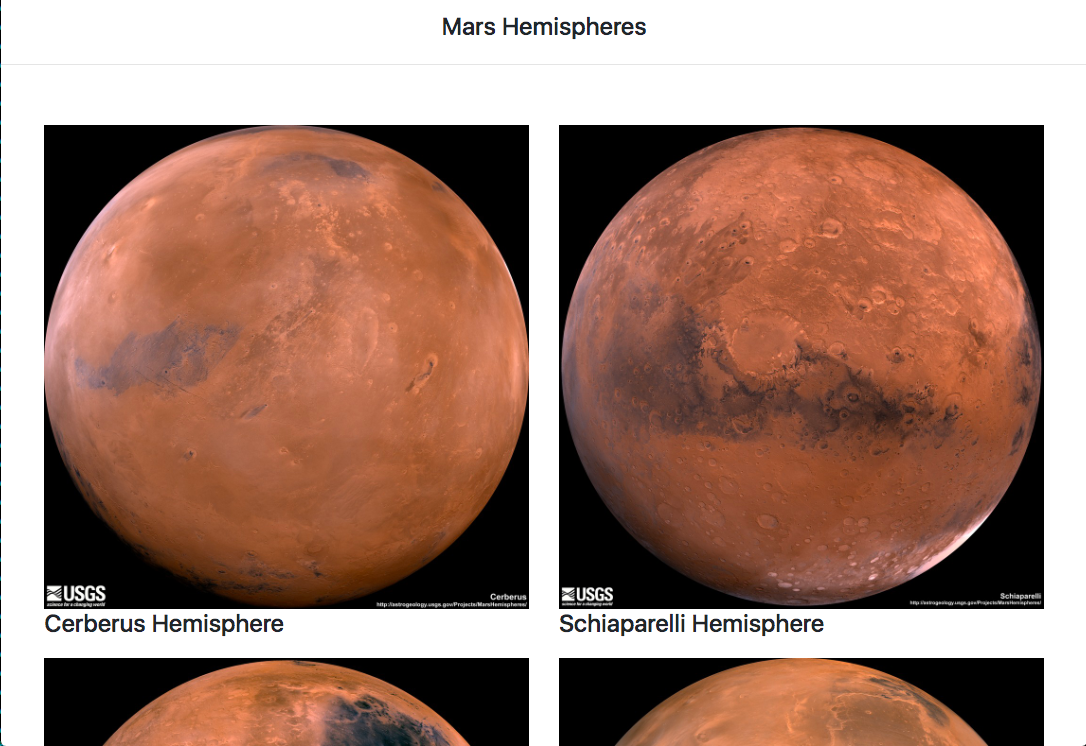 Mars Hemispheres
USGS
science for a changing world
Cerberus
http://astrogeology.usgs.gov/Projects/MarsHemispheres/
USGS
science for a changing world
Schiaparelli
http://astrogeology.usgs.gov/Projects/MarsHemispheres/
Cerberus Hemisphere
Schiaparelli Hemisphere